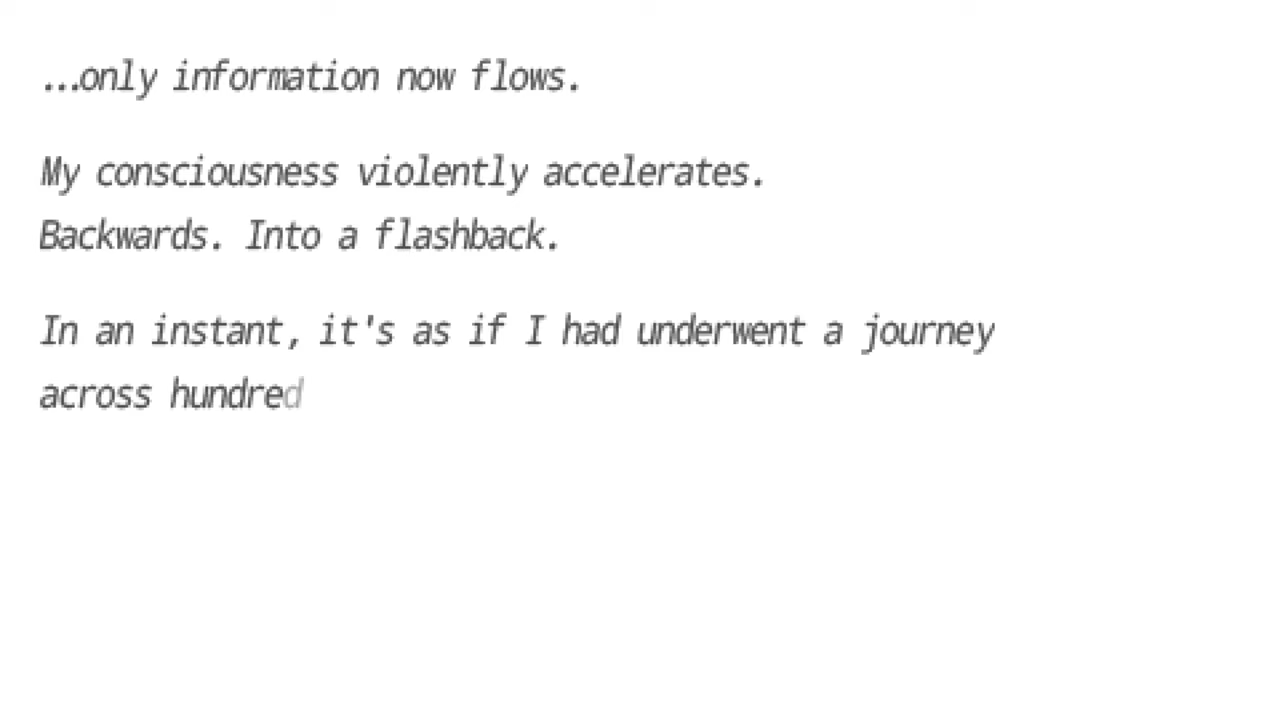 ...only information now flows.
My consciousness violently accelerates.
Backwards. Into a flashback.
In an instant, it's as if I had underwent a journey
across hundred